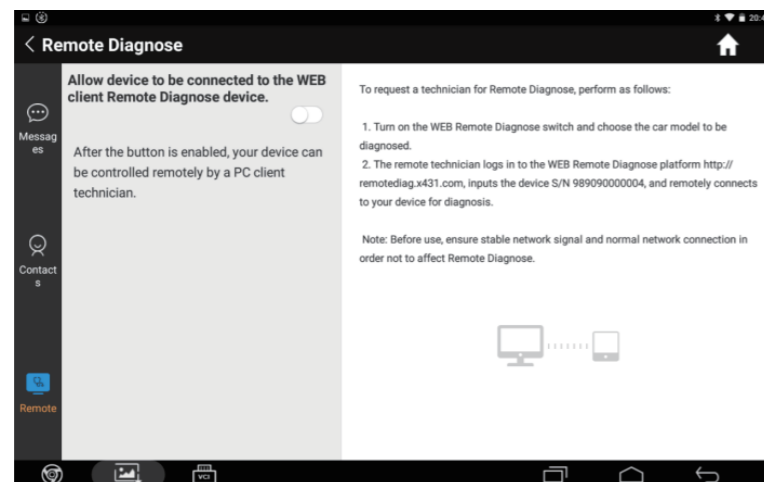 20:4
Remote Diagnose
Allow device to be connected to the WEB
client Remote Diagnose device.
After the button is enabled, your device can
be controlled remotely by a PC client
technician.
Messag
es
Contact
s
Remote
To request a technician for Remote Diagnose, perform as follows:
1. Turn on the WEB Remote Diagnose switch and choose the car model to be
diagnosed.
2. The remote technician logs in to the WEB Remote Diagnose platform http://
remotediag.x431.com, inputs the device S/N 989090000004, and remotely connects
to your device for diagnosis.
Note: Before use, ensure stable network signal and normal network connection in
order not to affect Remote Diagnose.
VCI